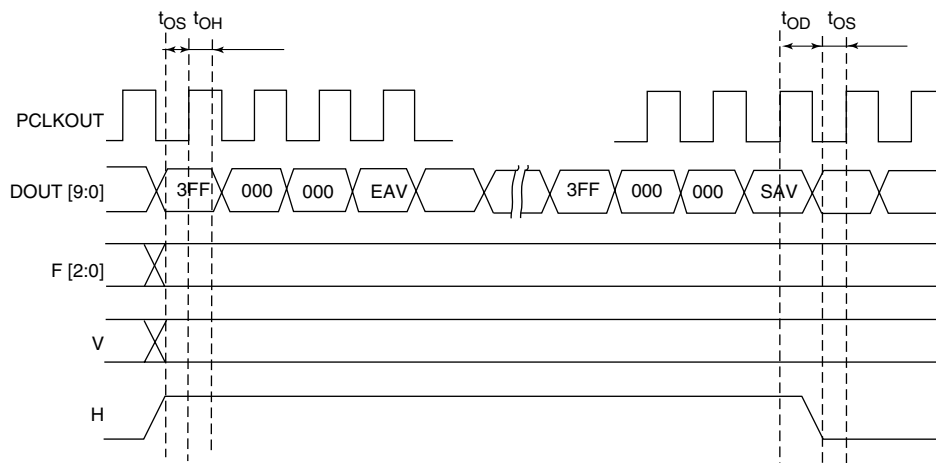 tOS tOH tOD tOS
PCLKOUT
DOUT [9:0] 3FF 000 000 EAV 3FF 000 000 SAV
F [2:0]
V
H